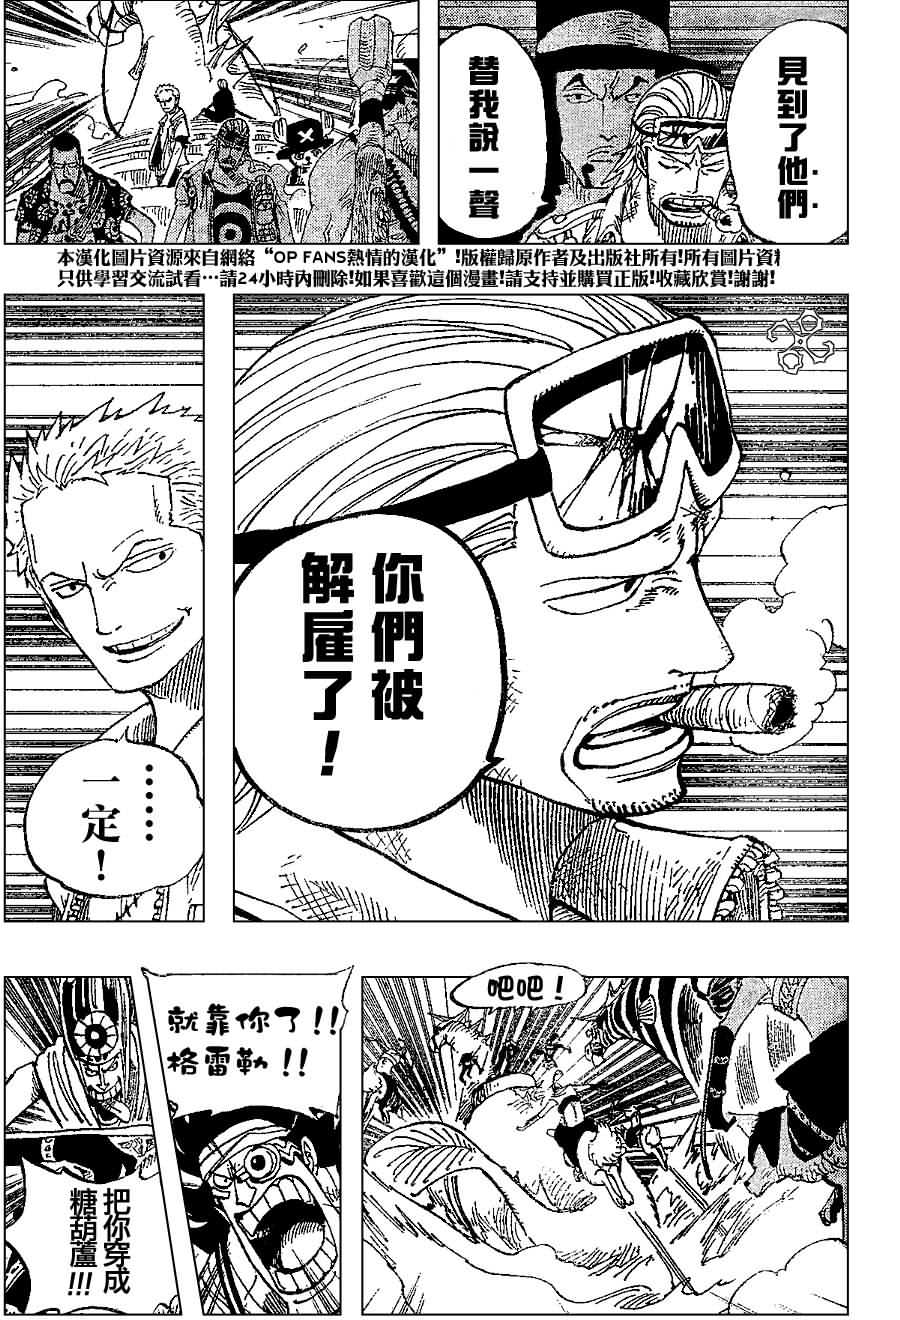 見到了他們
替我說一聲
本漢化圖片資源來自網絡“OP FANS熱情的漢化”!版權歸原作者及出版社所有!所有圖片資料
只供學習交流試看…請24小時內刪除!如果喜歡這個漫畫!請支持並購買正版!收藏欣賞!謝謝!
你們被
解雇了!
……
一定!
吧吧!
就靠你了!!
格雷勒!!
把你穿成
糖葫蘆!!!